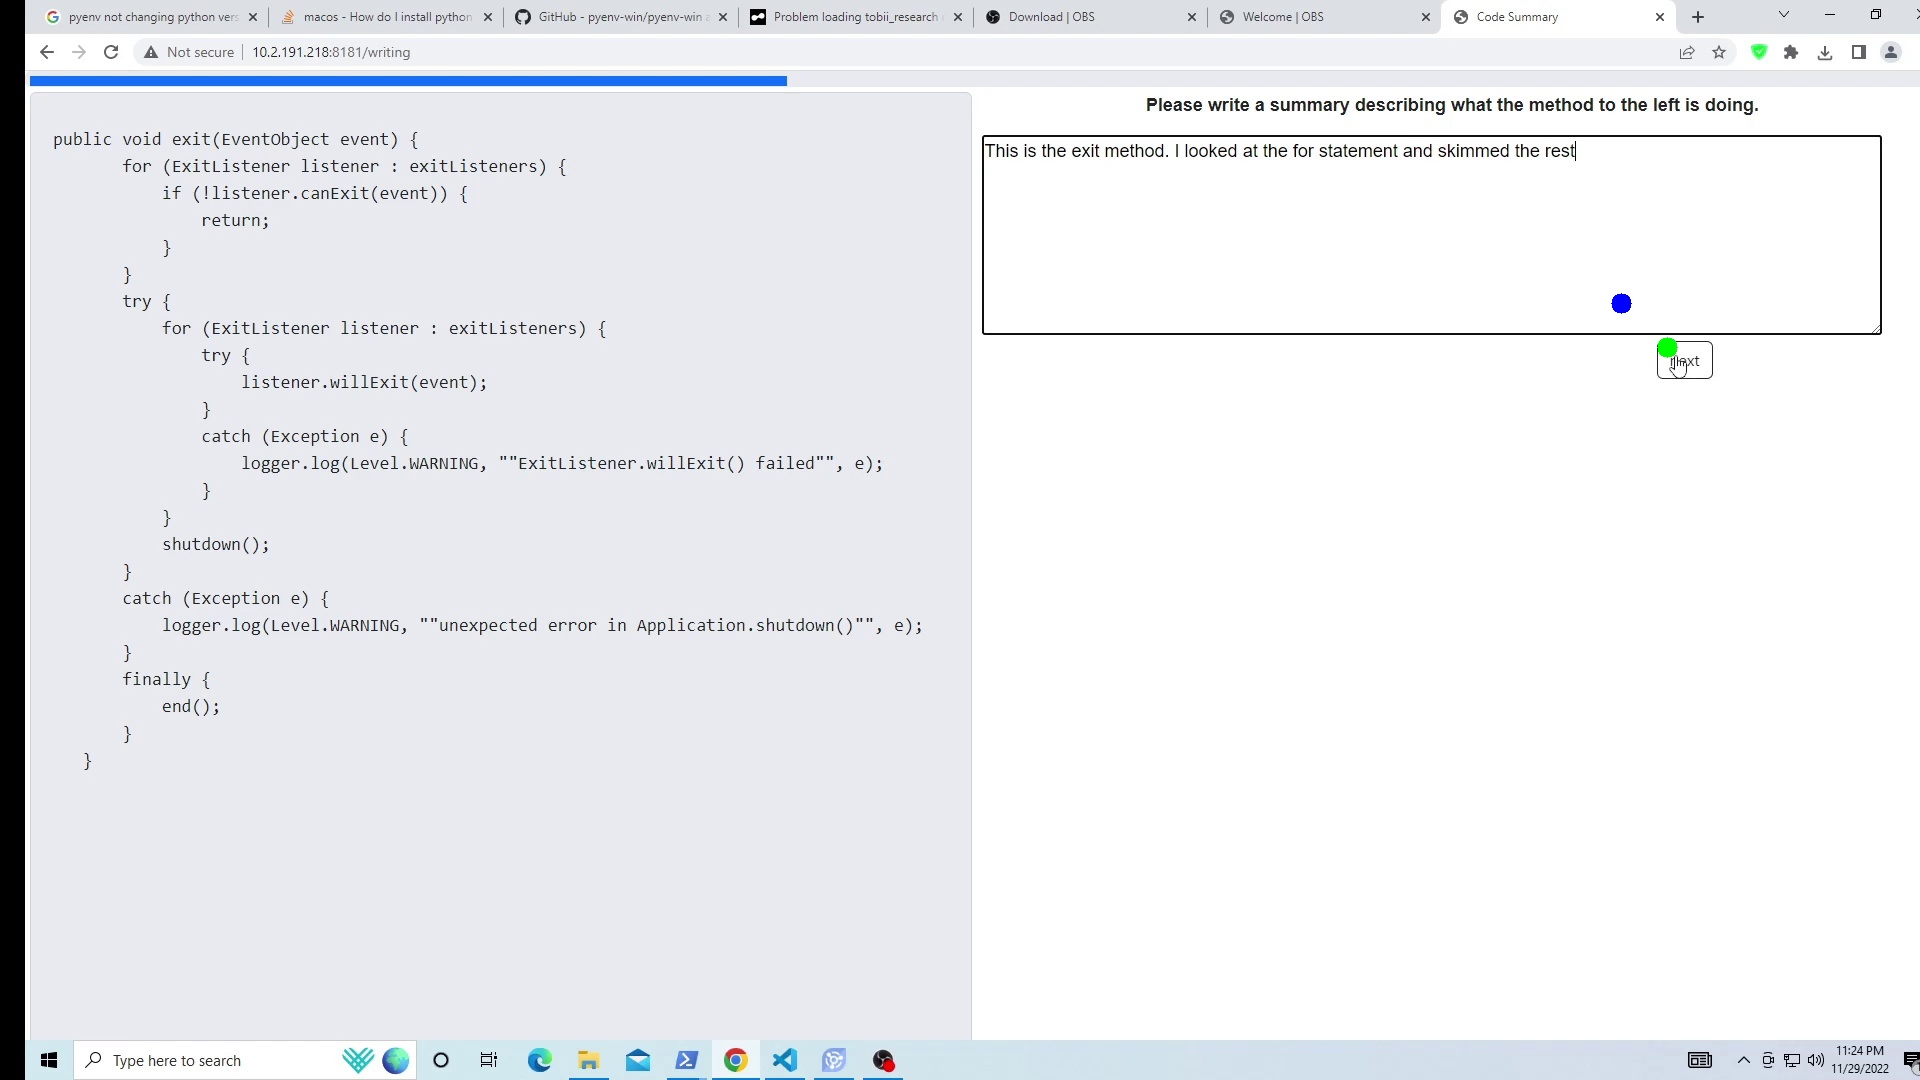 pyenv not changing python vers
macos - How do I install python
GitHub - pyenv-win/pyenv-win a
Problem loading tobii_research
Download | OBS
Welcome | OBS
Code Summary
Not secure
10.2.191.218:8181/writing
public void exit(EventObject event) {
for (ExitListener listener : exitListeners) {
if (!listener.canExit(event)) {
return;
}
}
try {
for (ExitListener listener : exitListeners) {
try {
listener.willExit(event);
}
catch (Exception e) {
logger.log(Level.WARNING, ""ExitListener.willExit() failed"", e);
}
}
shutdown();
}
catch (Exception e) {
logger.log(Level.WARNING, ""unexpected error in Application.shutdown()"", e);
}
finally {
end();
}
}
Please write a summary describing what the method to the left is doing.
This is the exit method. I looked at the for statement and skimmed the rest
Type here to search
11:24 PM
11/29/2022